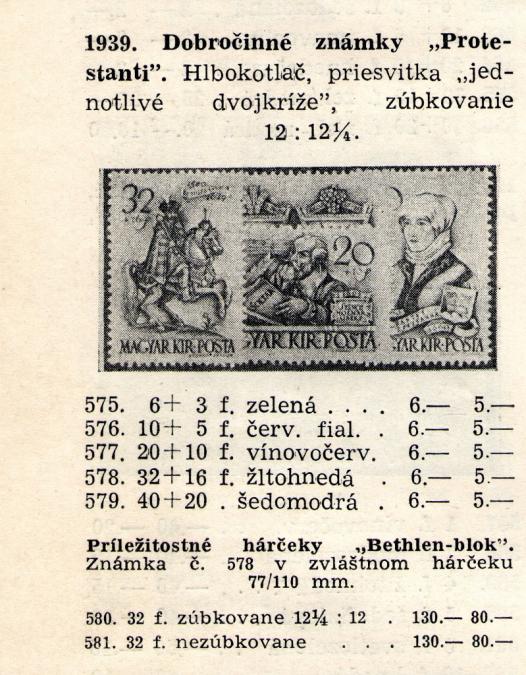 1939. Dobročinné známky „Prote-
stanti”. Hlbokotlač, priesvitka „jed-
notlivé dvojkríže”, zúbkovanie
12 : 12¼.
32
20
MAGYAR KIR. POSTA
YAR KIR. POSTA
YAR KIR. POSTA
575. 6+ 3 f. zelená . . . . 6.— 5.—
576. 10+ 5 f. červ. fial. . 6.— 5.—
577. 20+10 f. vínovočerv. 6.— 5.—
578. 32+16 f. žltohnedá . 6.— 5.—
579. 40+20 . šedomodrá . 6.— 5.—
Príležitostné hárčeky „Bethlen-blok”.
Známka č. 578 v zvláštnom hárčeku
77/110 mm.
580. 32 f. zúbkovane 12¼ : 12 . 130.— 80.—
581. 32 f. nezúbkovane . . . 130.— 80.—